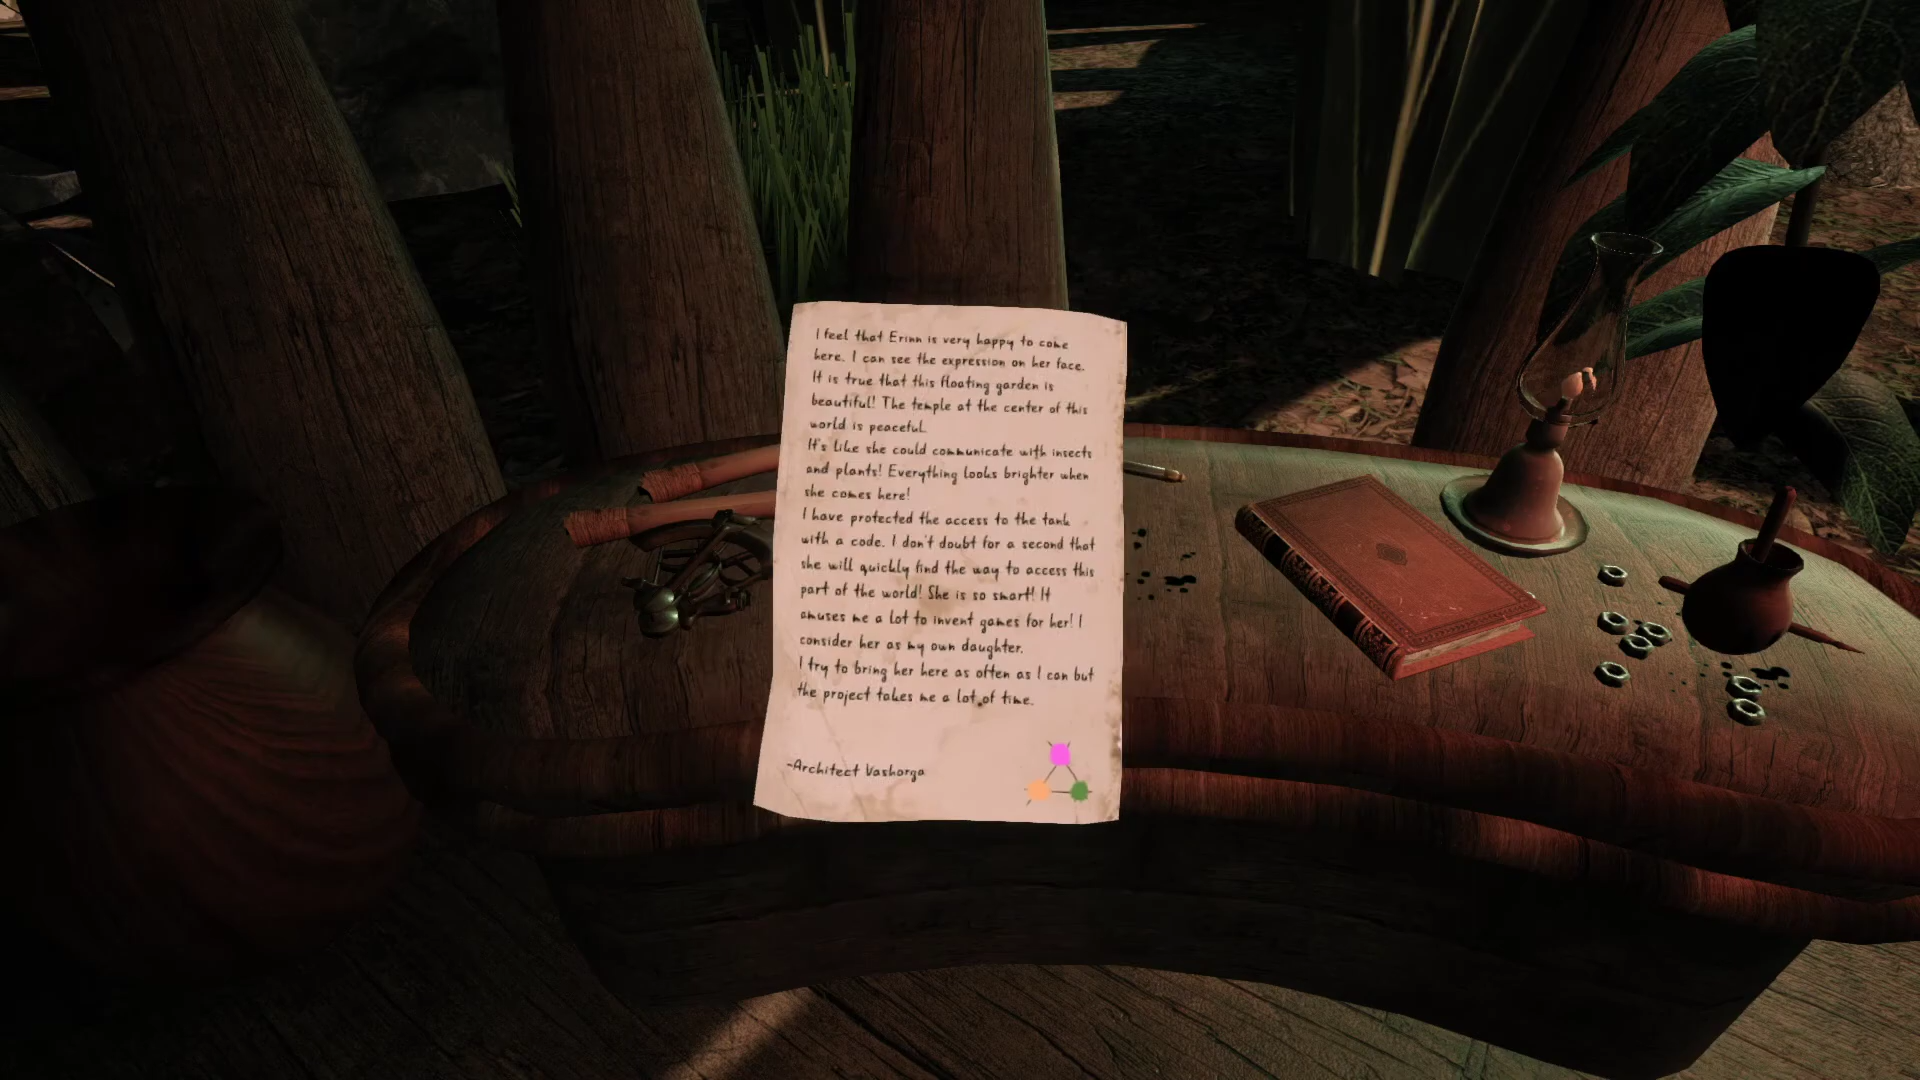 I feel that Erinn is very happy to come
here. I can see the expression on her face.
It is true that this floating garden is
beautiful! The temple at the center of this
world is peaceful.
It's like she could communicate with insects
and plants! Everything looks brighter when
she comes here!
I have protected the access to the tank
with a code. I don't doubt for a second that
she will quickly find the way to access this
part of the world! She is so smart! It
amuses me a lot to invent games for her! I
consider her as my own daughter.
I try to bring her here as often as I can but
the project takes me a lot of time.
~Architect Vashorga